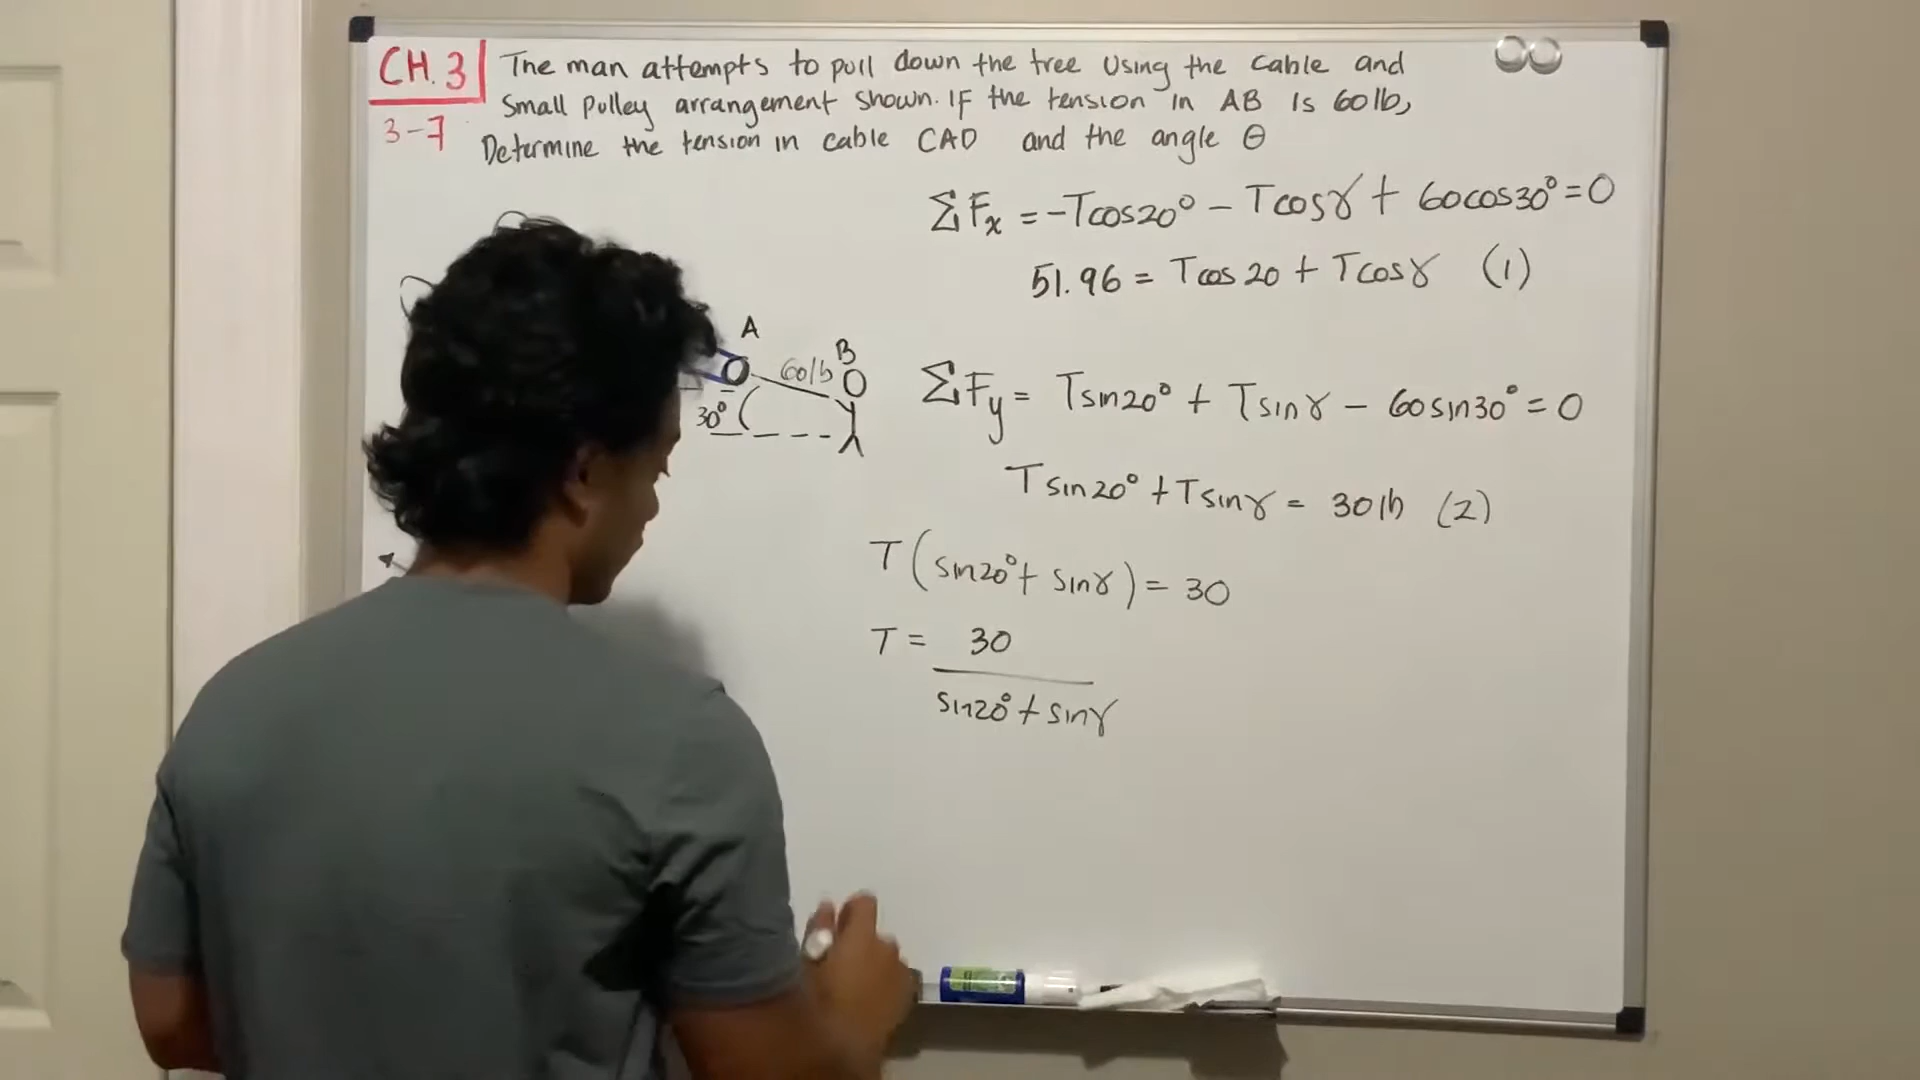 CH.3
3-7
The man attempts to pull down the tree using the cable and
small pulley arrangement shown. IF the tension in AB is 60lb,
Determine the tension in cable CAD and the angle θ
ΣFx = -Tcos20° - Tcosγ + 60cos30° = 0
51.96 = Tcos20 + Tcosγ (1)
A
B
60lb
30°
ΣFy = Tsin20° + Tsinγ - 60sin30° = 0
Tsin20° + Tsinγ = 30lb (2)
T(sin20° + sinγ) = 30
T = 30
sin20° + sinγ